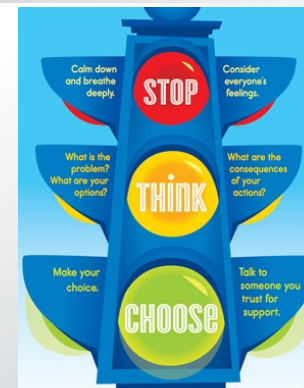 Calm down
and breathe
deeply.
STOP
Consider
everyone's
feelings.
What is the
problem?
What are your
options?
THiNK
What are the
consequences
of your
actions?
Make your
choice.
CHOOSe
Talk to
someone you
trust for
support.